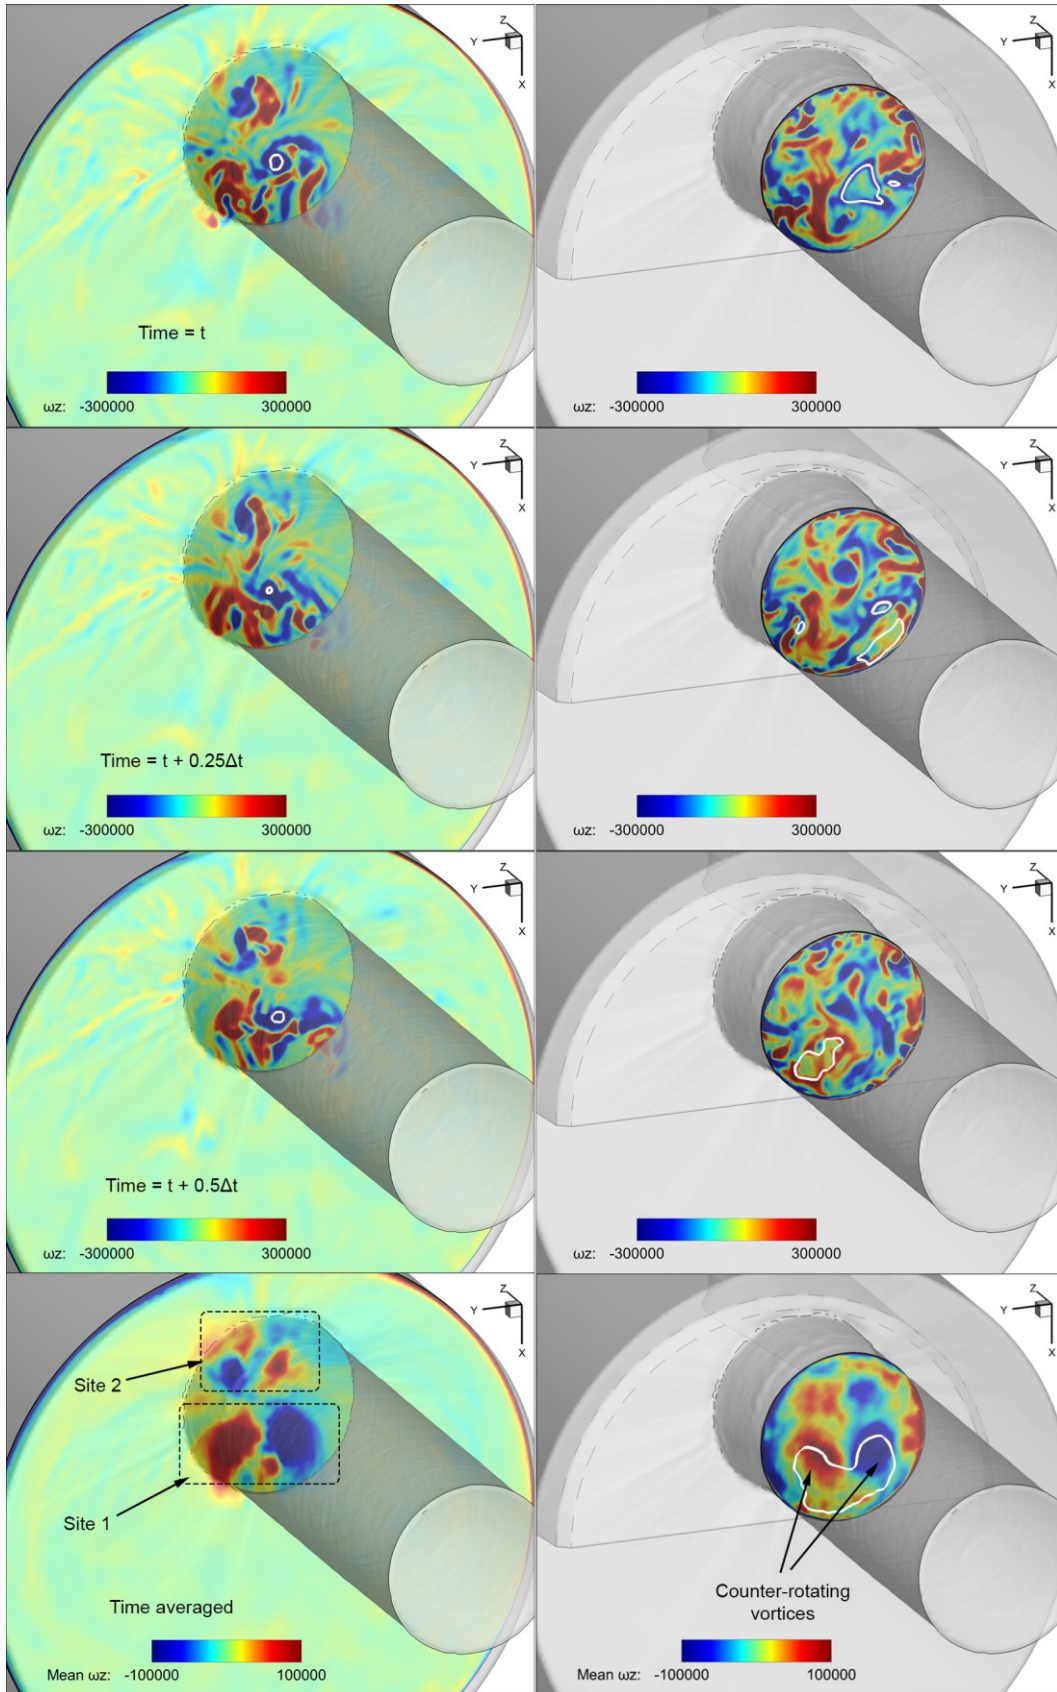 Z
Y
X
Time = t
ωz: -300000 300000
Z
Y
X
ωz: -300000 300000
Z
Y
X
Time = t + 0.25Δt
ωz: -300000 300000
Z
Y
X
ωz: -300000 300000
Z
Y
X
Time = t + 0.5Δt
ωz: -300000 300000
Z
Y
X
ωz: -300000 300000
Z
Y
X
Site 2
Site 1
Time averaged
Mean ωz: -100000 100000
Z
Y
X
Counter-rotating
vortices
Mean ωz: -100000 100000